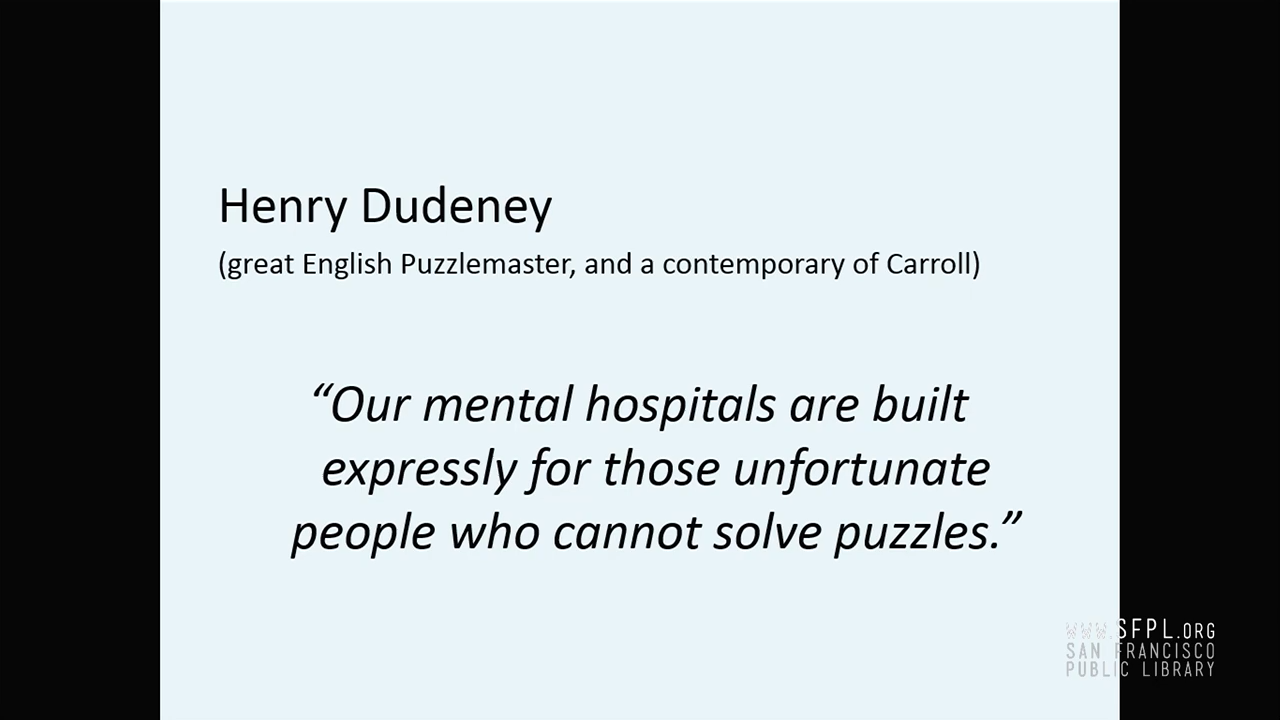 Henry Dudeney
(great English Puzzlemaster, and a contemporary of Carroll)
“Our mental hospitals are built
expressly for those unfortunate
people who cannot solve puzzles.”
WWW.SFPL.ORG
SAN FRANCISCO
PUBLIC LIBRARY